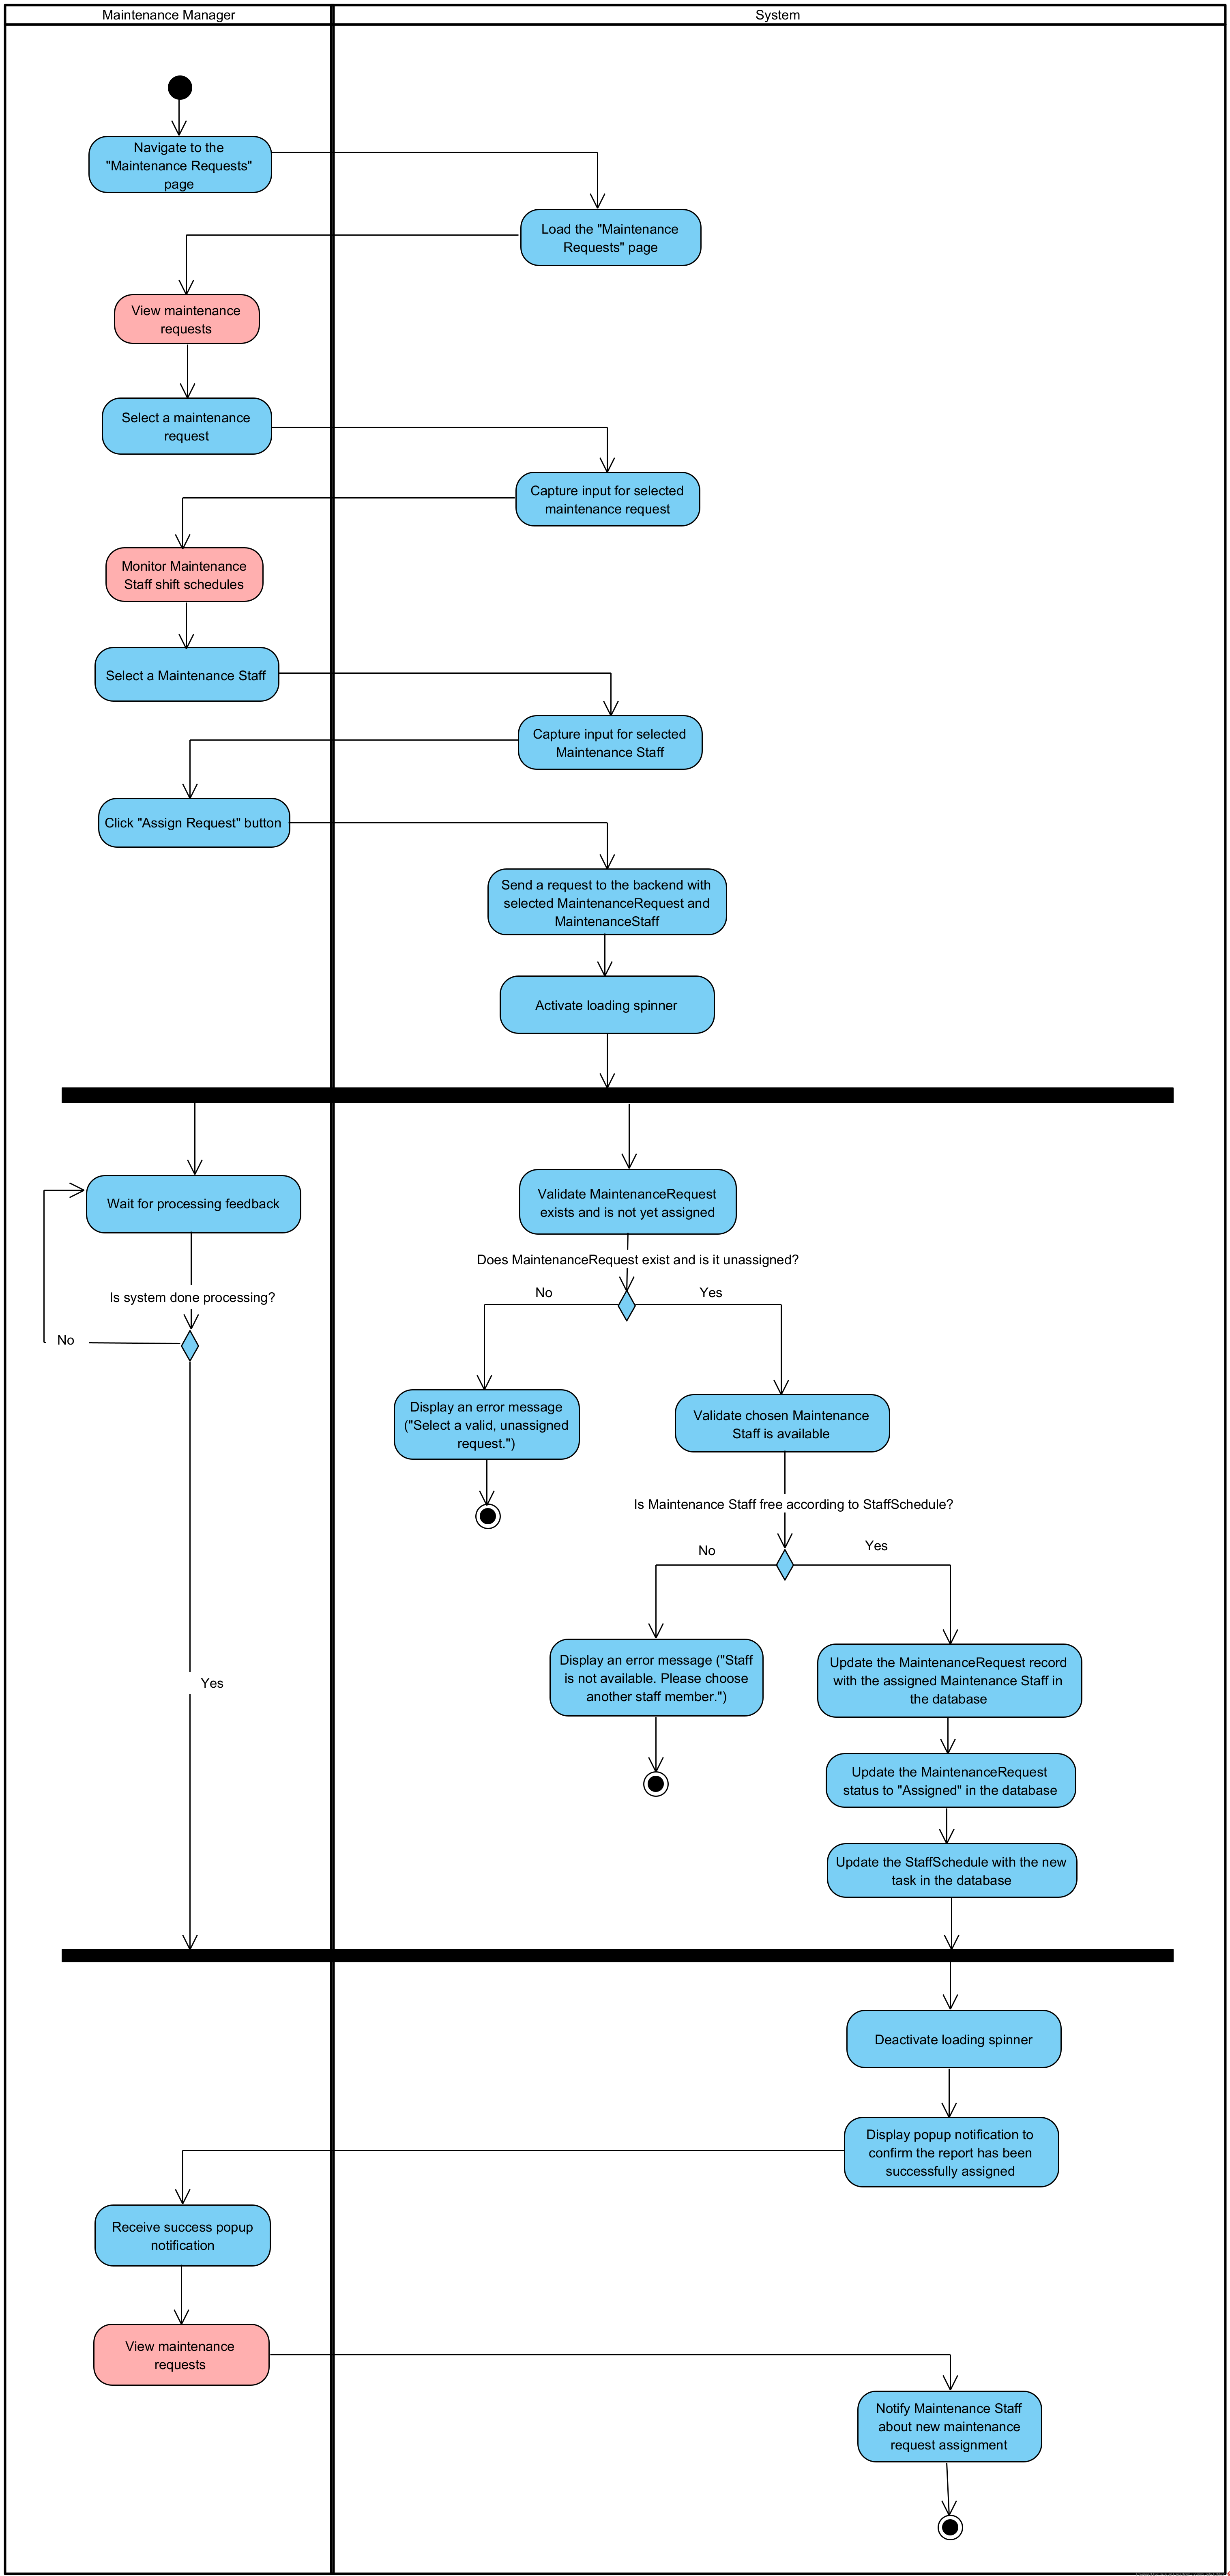 Maintenance Manager
System
Navigate to the
"Maintenance Requests"
page
Load the "Maintenance
Requests" page
View maintenance
requests
Select a maintenance
request
Capture input for selected
maintenance request
Monitor Maintenance
Staff shift schedules
Select a Maintenance Staff
Capture input for selected
Maintenance Staff
Click "Assign Request" button
Send a request to the backend with
selected MaintenanceRequest and
MaintenanceStaff
Activate loading spinner
Wait for processing feedback
Validate MaintenanceRequest
exists and is not yet assigned
Does MaintenanceRequest exist and is it unassigned?
Is system done processing?
No
Yes
No
Display an error message
("Select a valid, unassigned
request.")
Validate chosen Maintenance
Staff is available
Is Maintenance Staff free according to StaffSchedule?
No
Yes
Display an error message ("Staff
is not available. Please choose
another staff member.")
Update the MaintenanceRequest record
with the assigned Maintenance Staff in
the database
Yes
Update the MaintenanceRequest
status to "Assigned" in the database
Update the StaffSchedule with the new
task in the database
Deactivate loading spinner
Display popup notification to
confirm the report has been
successfully assigned
Receive success popup
notification
View maintenance
requests
Notify Maintenance Staff
about new maintenance
request assignment